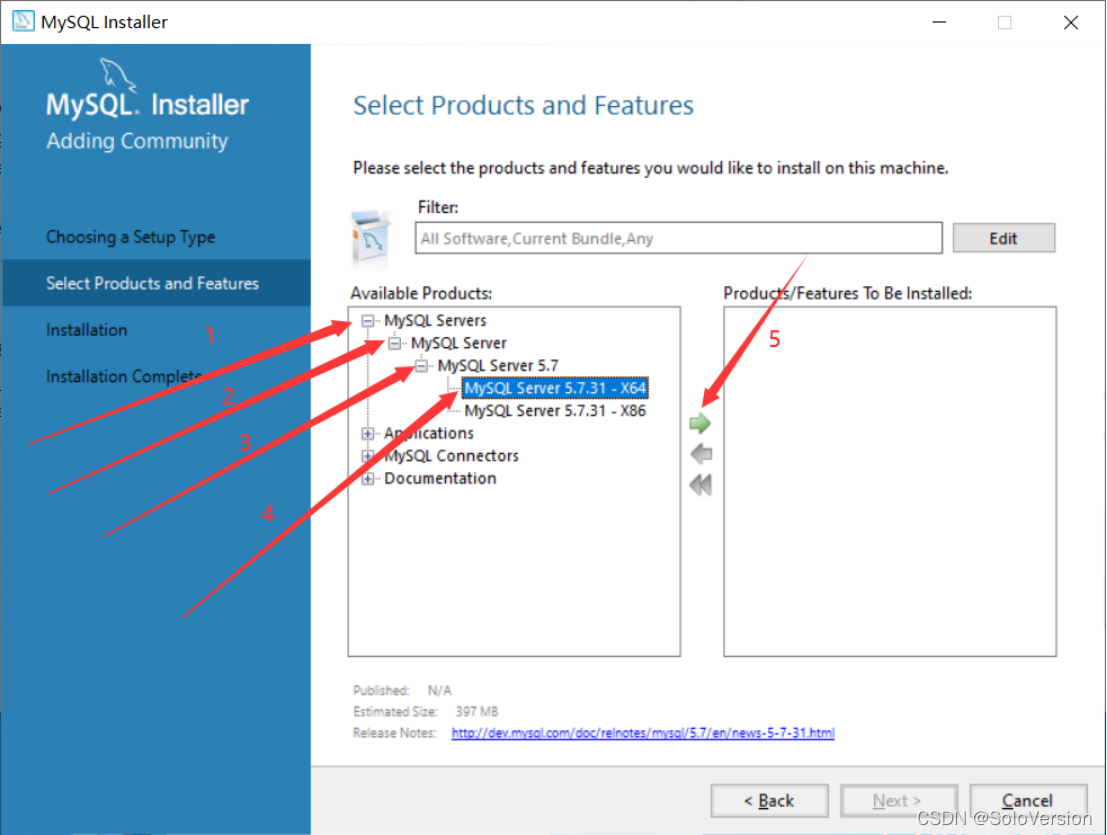 MySQL Installer
MySQL. Installer
Adding Community
Choosing a Setup Type
Select Products and Features
Installation
Installation Complete
Select Products and Features
Please select the products and features you would like to install on this machine.
Filter:
All Software,Current Bundle,Any
Edit
Available Products:
MySQL Servers
MySQL Server
MySQL Server 5.7
MySQL Server 5.7.31 - X64
MySQL Server 5.7.31 - X86
Applications
MySQL Connectors
Documentation
Products/Features To Be Installed:
1
2
3
4
5
Published: N/A
Estimated Size: 397 MB
Release Notes: http://dev.mysql.com/doc/relnotes/mysql/5.7/en/news-5-7-31.html
< Back
Next >
Cancel
CSDN @SoloVersion